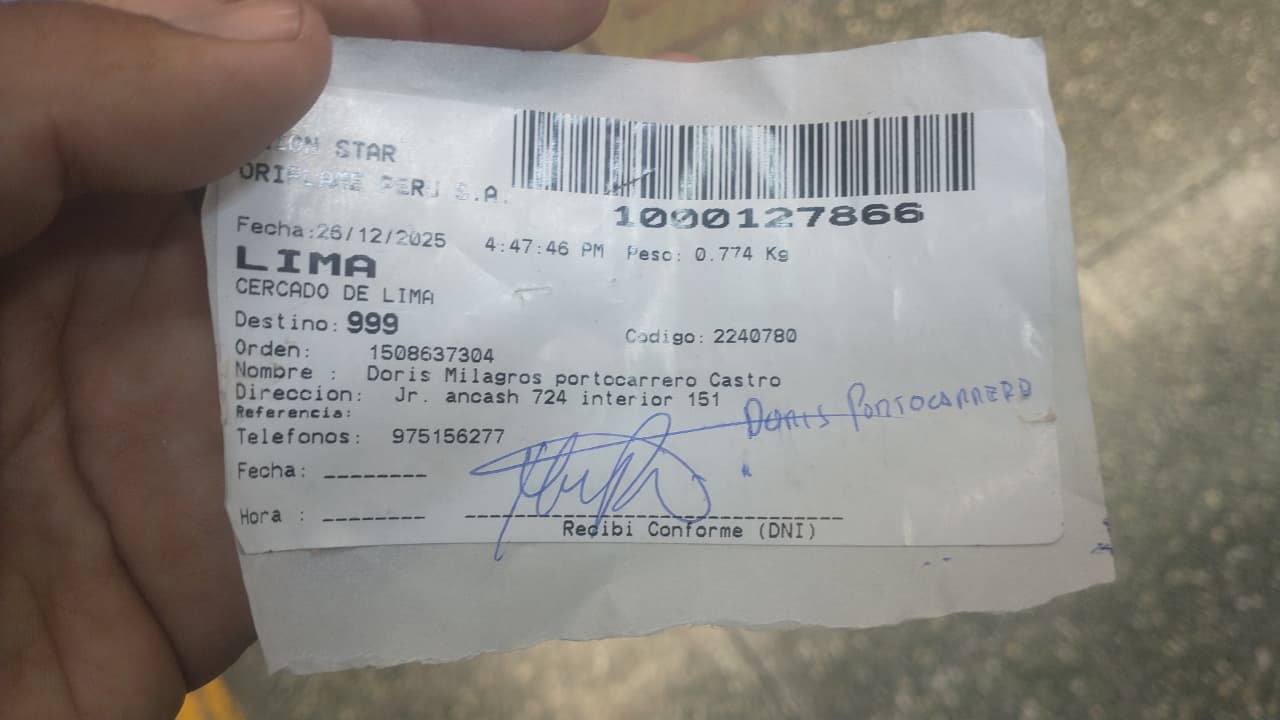 STAR
ORIFLAME PERU S.A.
1000127866
Fecha:26/12/2025 4:47:46 PM Peso: 0.774 Kg
LIMA
CERCADO DE LIMA
Destino: 999
Codigo: 2240780
Orden: 1508637304
Nombre : Doris Milagros portocarrero Castro
Direccion: Jr. ancash 724 interior 151
Referencia:
DORIS PORTOCARRERO
Telefonos: 975156277
Fecha: --------
Hora : --------
Recibi Conforme (DNI)